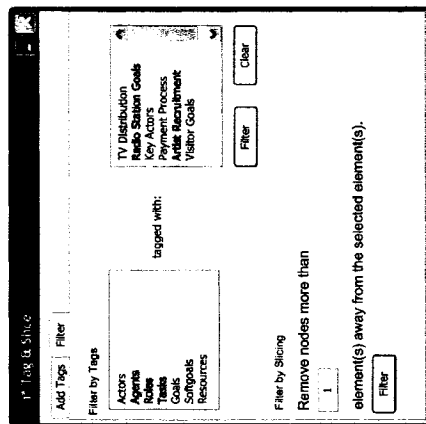 i* Tag & Slice
Add Tags
Filter
Filter by Tags
Actors
Agents
Roles
Tasks
Goals
Softgoals
Resources
tagged with:
TV Distribution
Radio Station Goals
Key Actors
Payment Process
Artist Recruitment
Visitor Goals
Filter
Clear
Filter by Slicing
Remove nodes more than
1
element(s) away from the selected element(s).
Filter